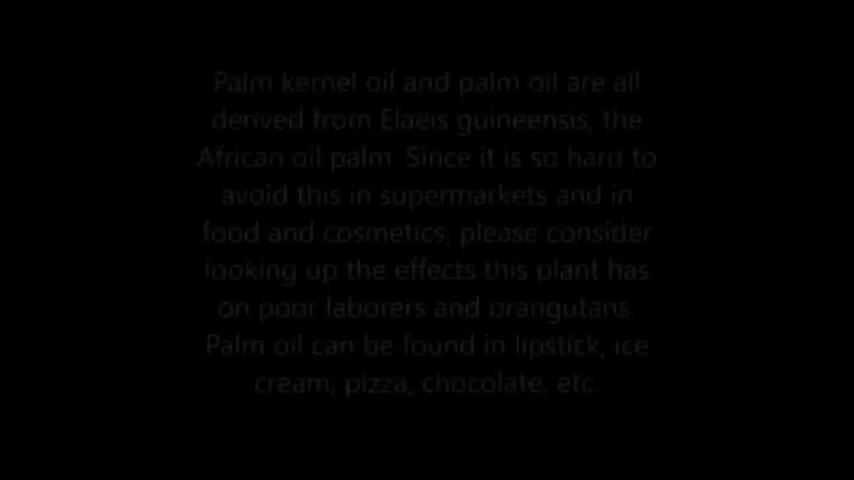 Palm kernel oil and palm oil are all
derived from Elaeis guineensis, the
African oil palm. Since it is so hard to
avoid this in supermarkets and in
food and cosmetics, please consider
looking up the effects this plant has
on poor laborers and orangutans.
Palm oil can be found in lipstick, ice
cream, pizza, chocolate, etc.